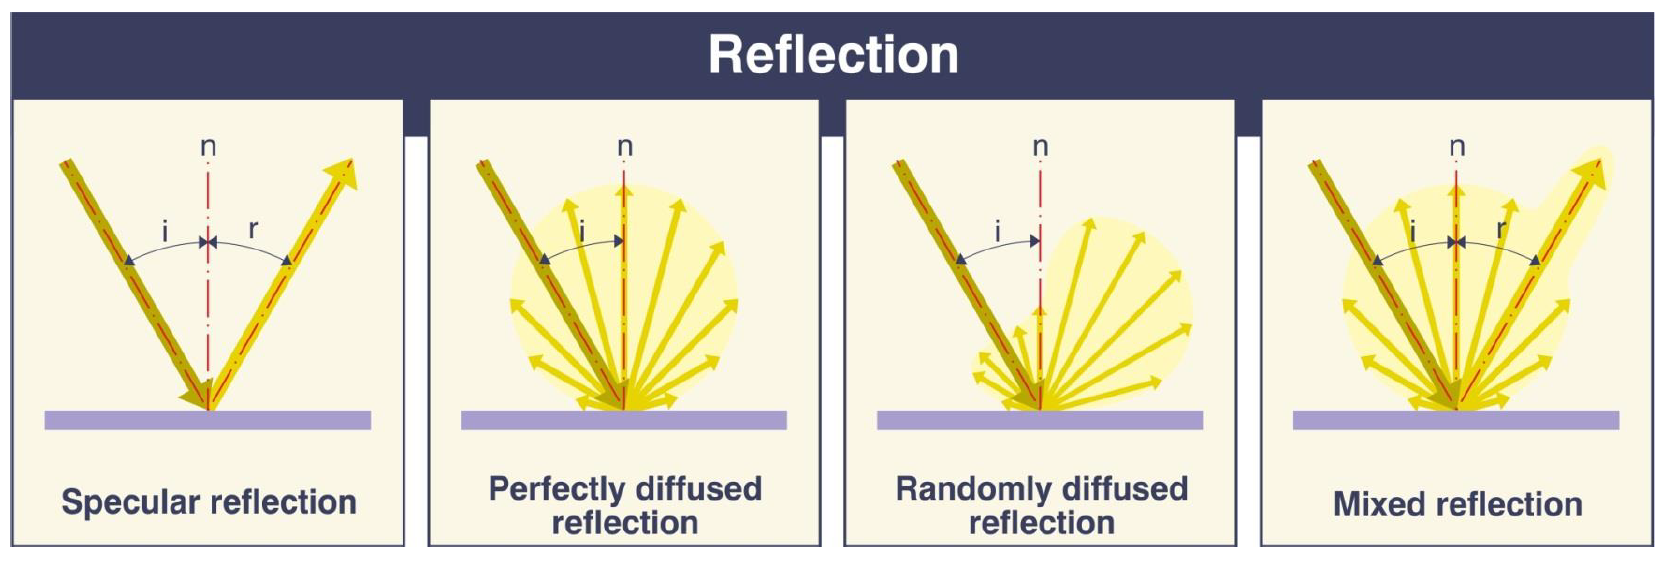 Reflection
n
i
r
Specular reflection
n
i
Perfectly diffused
reflection
n
i
Randomly diffused
reflection
n
i
r
Mixed reflection